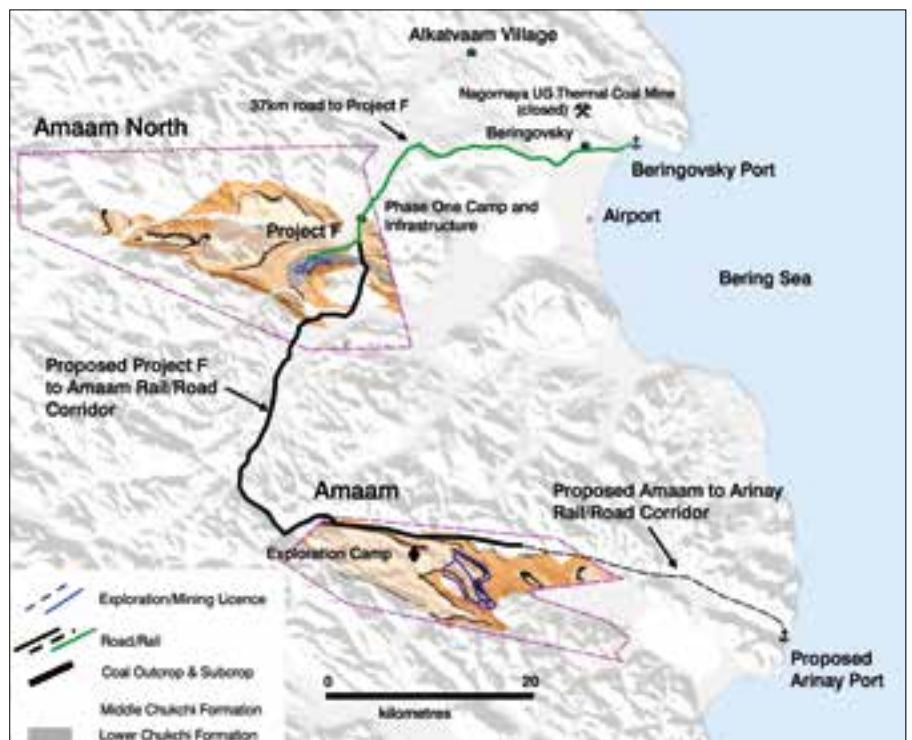 Alkatvaam Village
37km road to Project F
Nagornaya UG Thermal Coal Mine
(closed)
Beringovsky
Amaam North
Beringovsky Port
Phase One Camp and
Infrastructure
Airport
Project F
Bering Sea
Proposed Project F
to Amaam Rail/Road
Corridor
Amaam
Proposed Amaam to Arinay
Rail/Road Corridor
Exploration Camp
Exploration/Mining Licence
Road/Rail
Coal Outcrop & Subcrop
Middle Chukchi Formation
Lower Chukchi Formation
0 20
kilometres
Proposed
Arinay Port